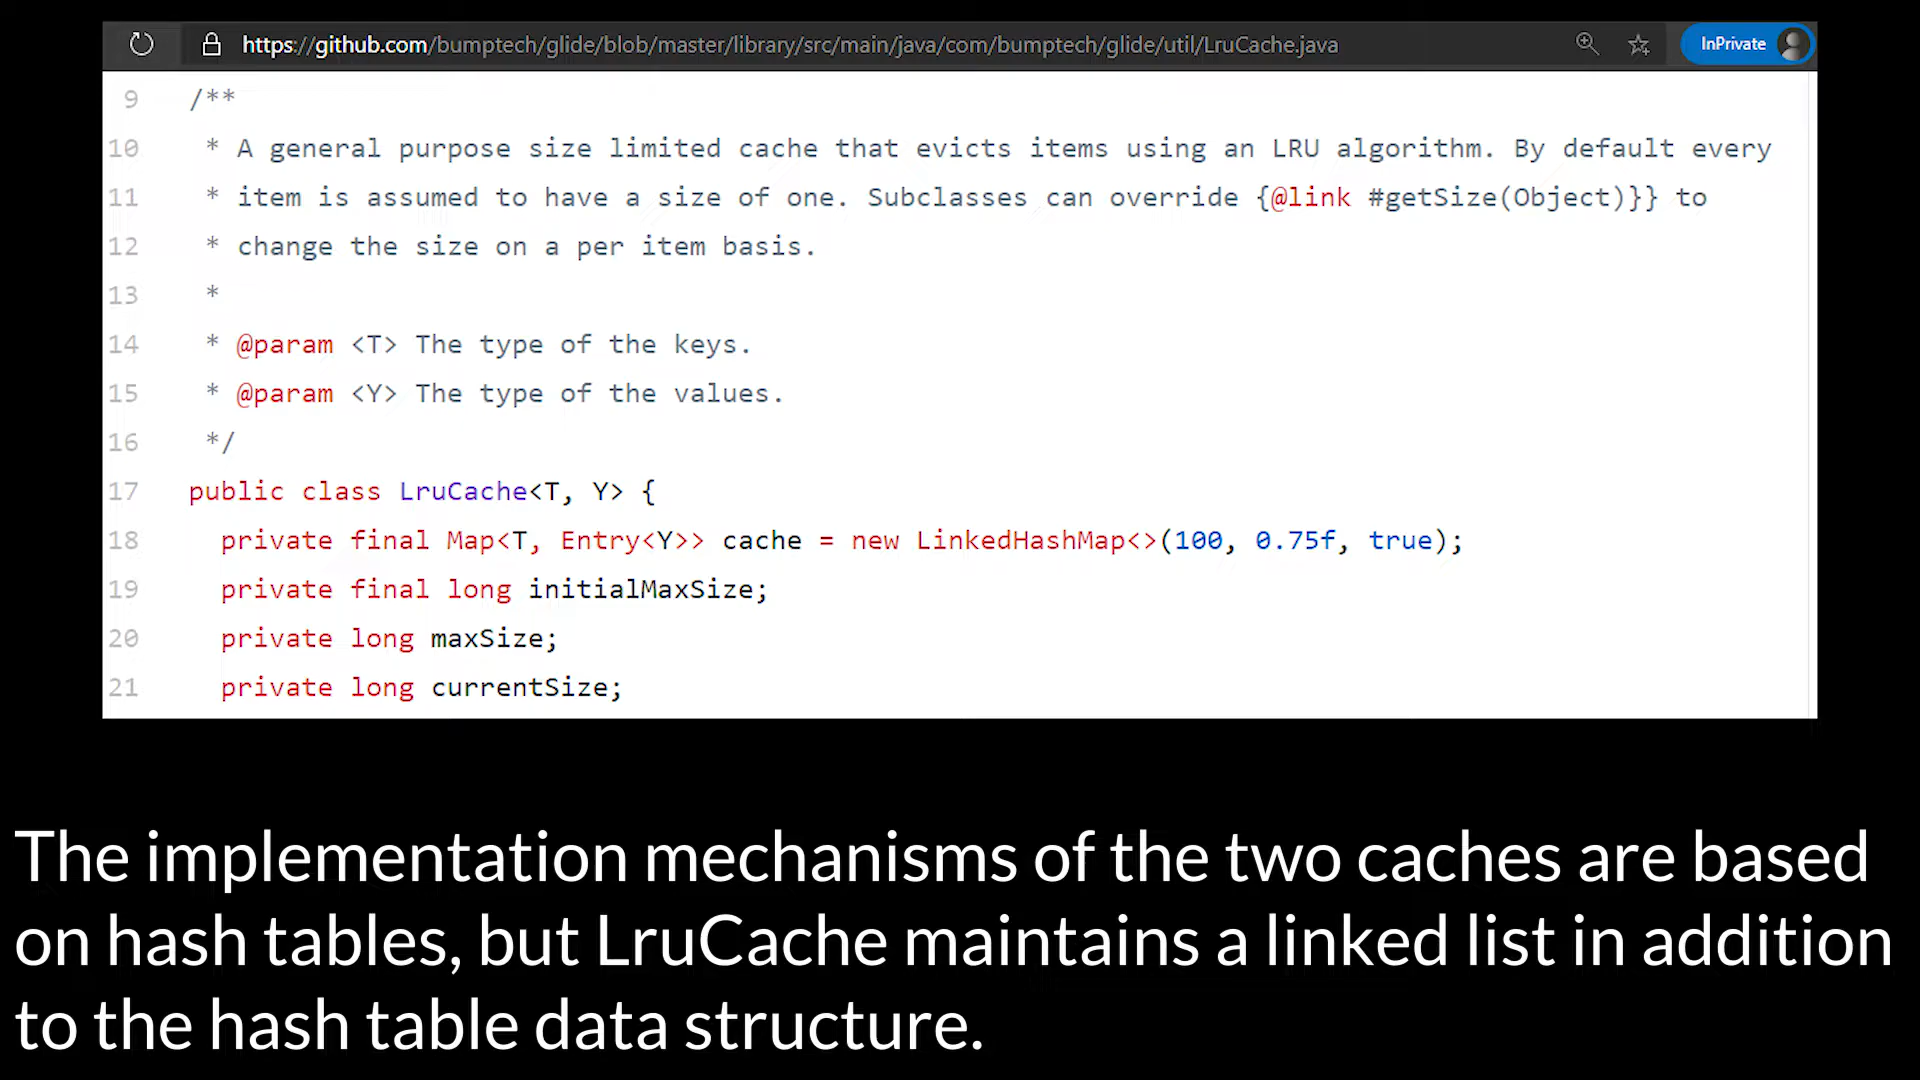 https://github.com/bumptech/glide/blob/master/library/src/main/java/com/bumptech/glide/util/LruCache.java InPrivate
9 /**
10 * A general purpose size limited cache that evicts items using an LRU algorithm. By default every
11 * item is assumed to have a size of one. Subclasses can override {@link #getSize(Object)}} to
12 * change the size on a per item basis.
13 *
14 * @param <T> The type of the keys.
15 * @param <Y> The type of the values.
16 */
17 public class LruCache<T, Y> {
18 private final Map<T, Entry<Y>> cache = new LinkedHashMap<>(100, 0.75f, true);
19 private final long initialMaxSize;
20 private long maxSize;
21 private long currentSize;
The implementation mechanisms of the two caches are based
on hash tables, but LruCache maintains a linked list in addition
to the hash table data structure.